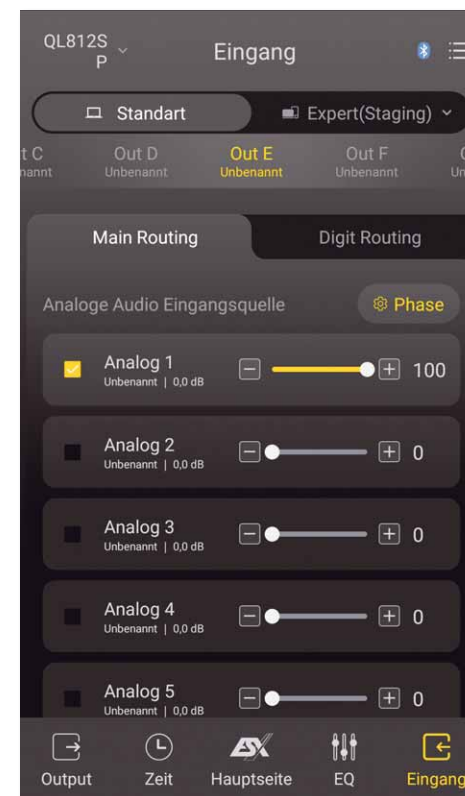 QL812S
P
Eingang
Standart
Expert(Staging)
t C Out D Out E Out F
nannt Unbenannt Unbenannt Unbenannt Un
Main Routing Digit Routing
Analoge Audio Eingangsquelle Phase
Analog 1 100
Unbenannt | 0,0 dB
Analog 2 0
Unbenannt | 0,0 dB
Analog 3 0
Unbenannt | 0,0 dB
Analog 4 0
Unbenannt | 0,0 dB
Analog 5 0
Unbenannt | 0,0 dB
ESX
Output Zeit Hauptseite EQ Eingang